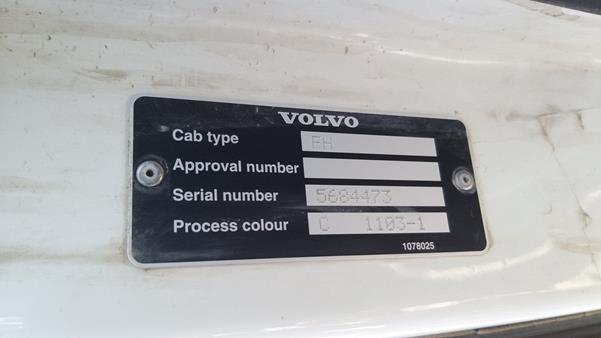 VOLVO
Cab type FH
Approval number
Serial number 5684473
Process colour C 1103-1
1078025